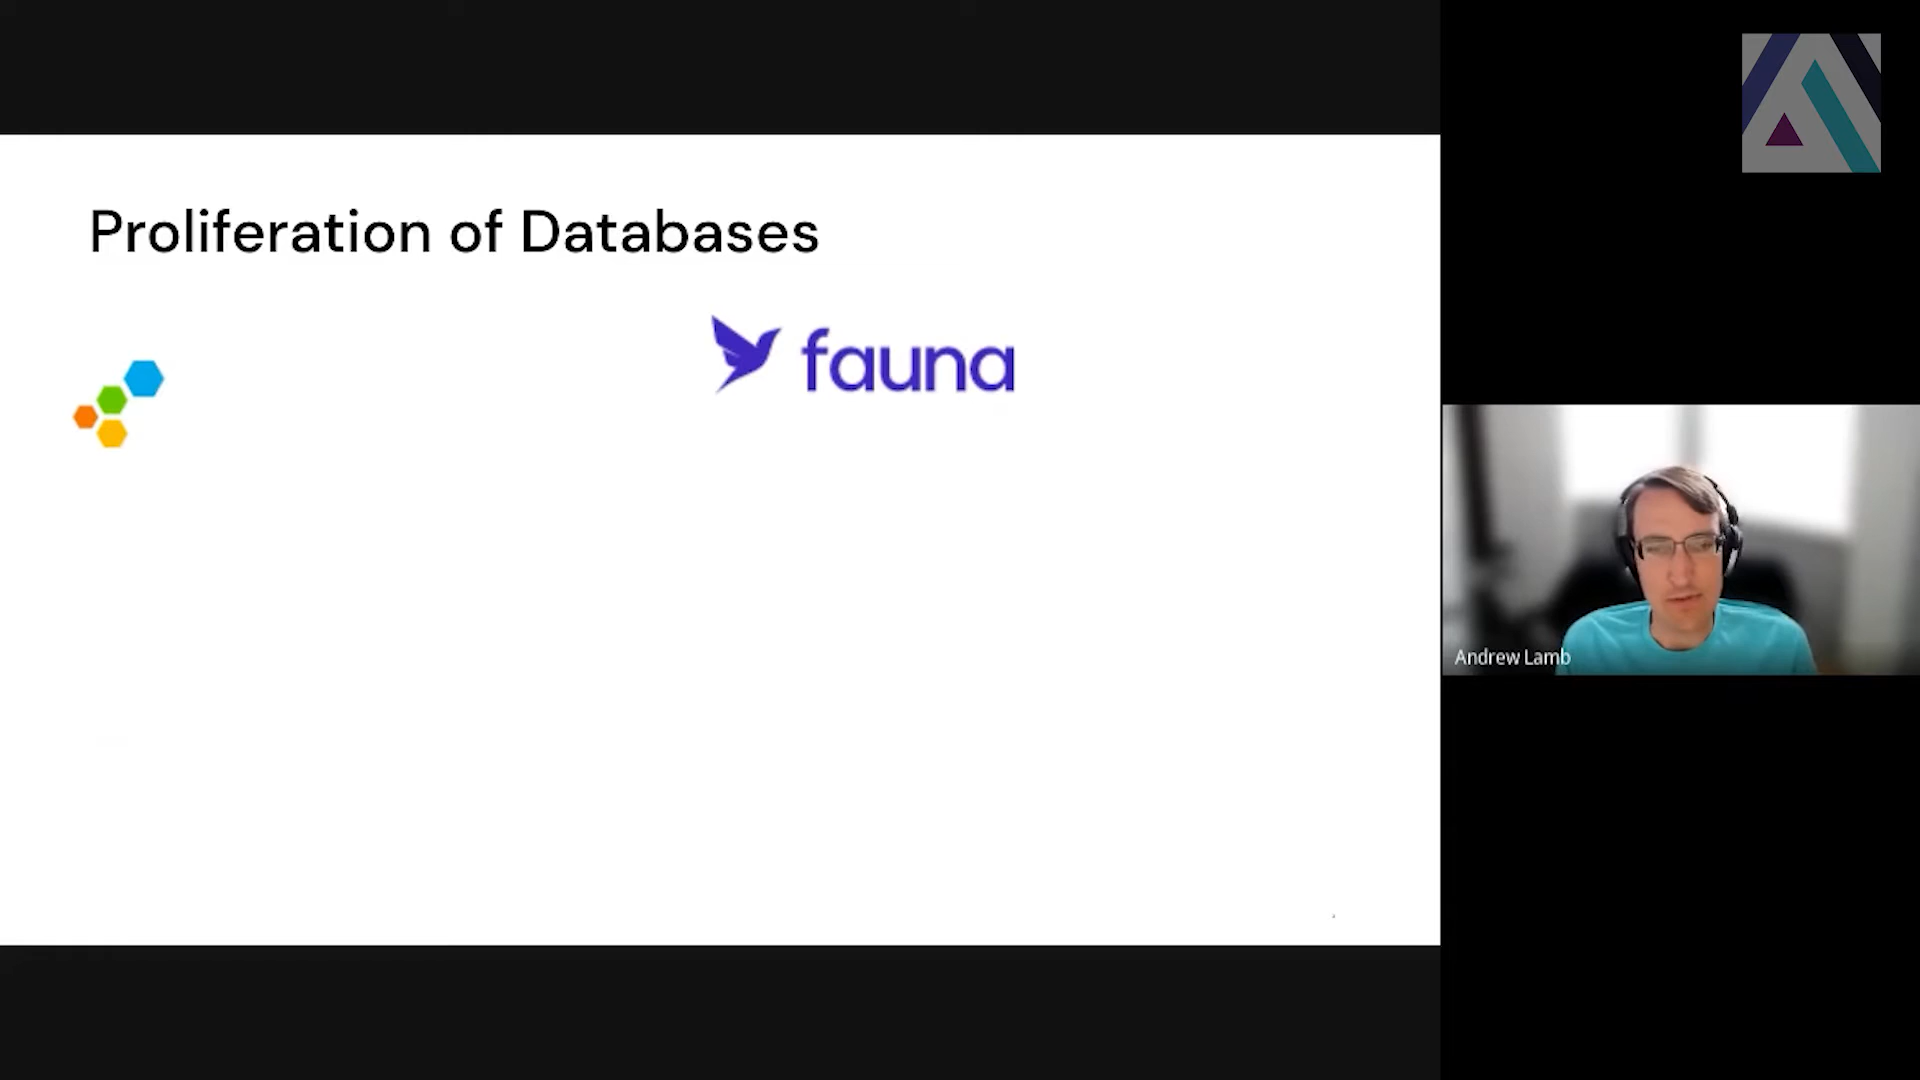 Proliferation of Databases
fauna
Andrew Lamb